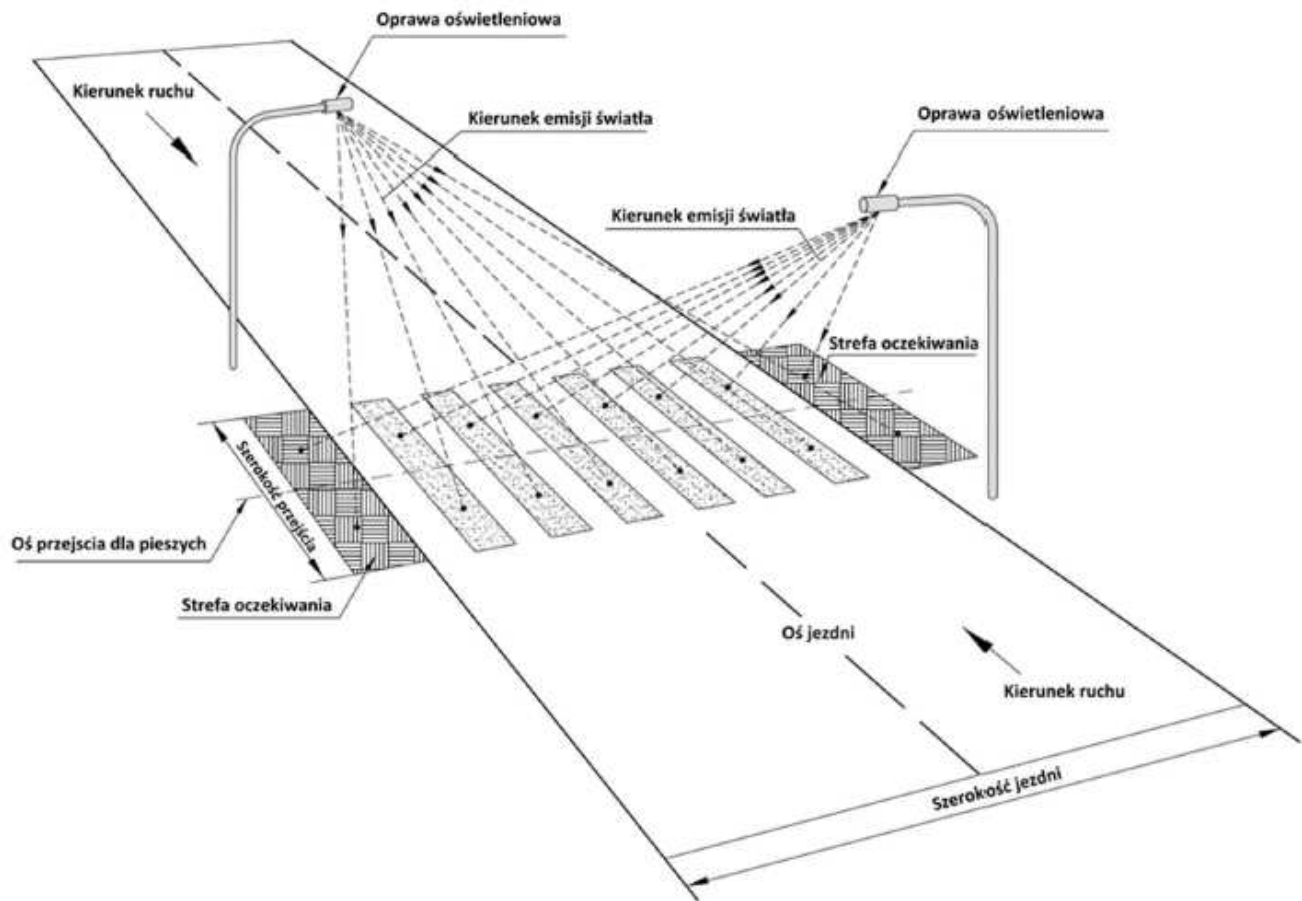 Oprawa oświetleniowa
Kierunek ruchu
Kierunek emisji światła
Oprawa oświetleniowa
Kierunek emisji światła
Strefa oczekiwania
Szerokość przejścia
Oś przejscia dla pieszych
Strefa oczekiwania
Oś jezdni
Kierunek ruchu
Szerokość jezdni